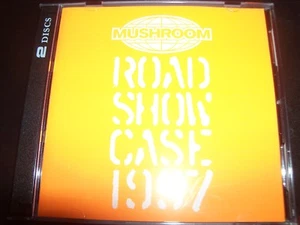 2 DISCS
MUSHROOM
ROAD
SHOW
CASE
1997